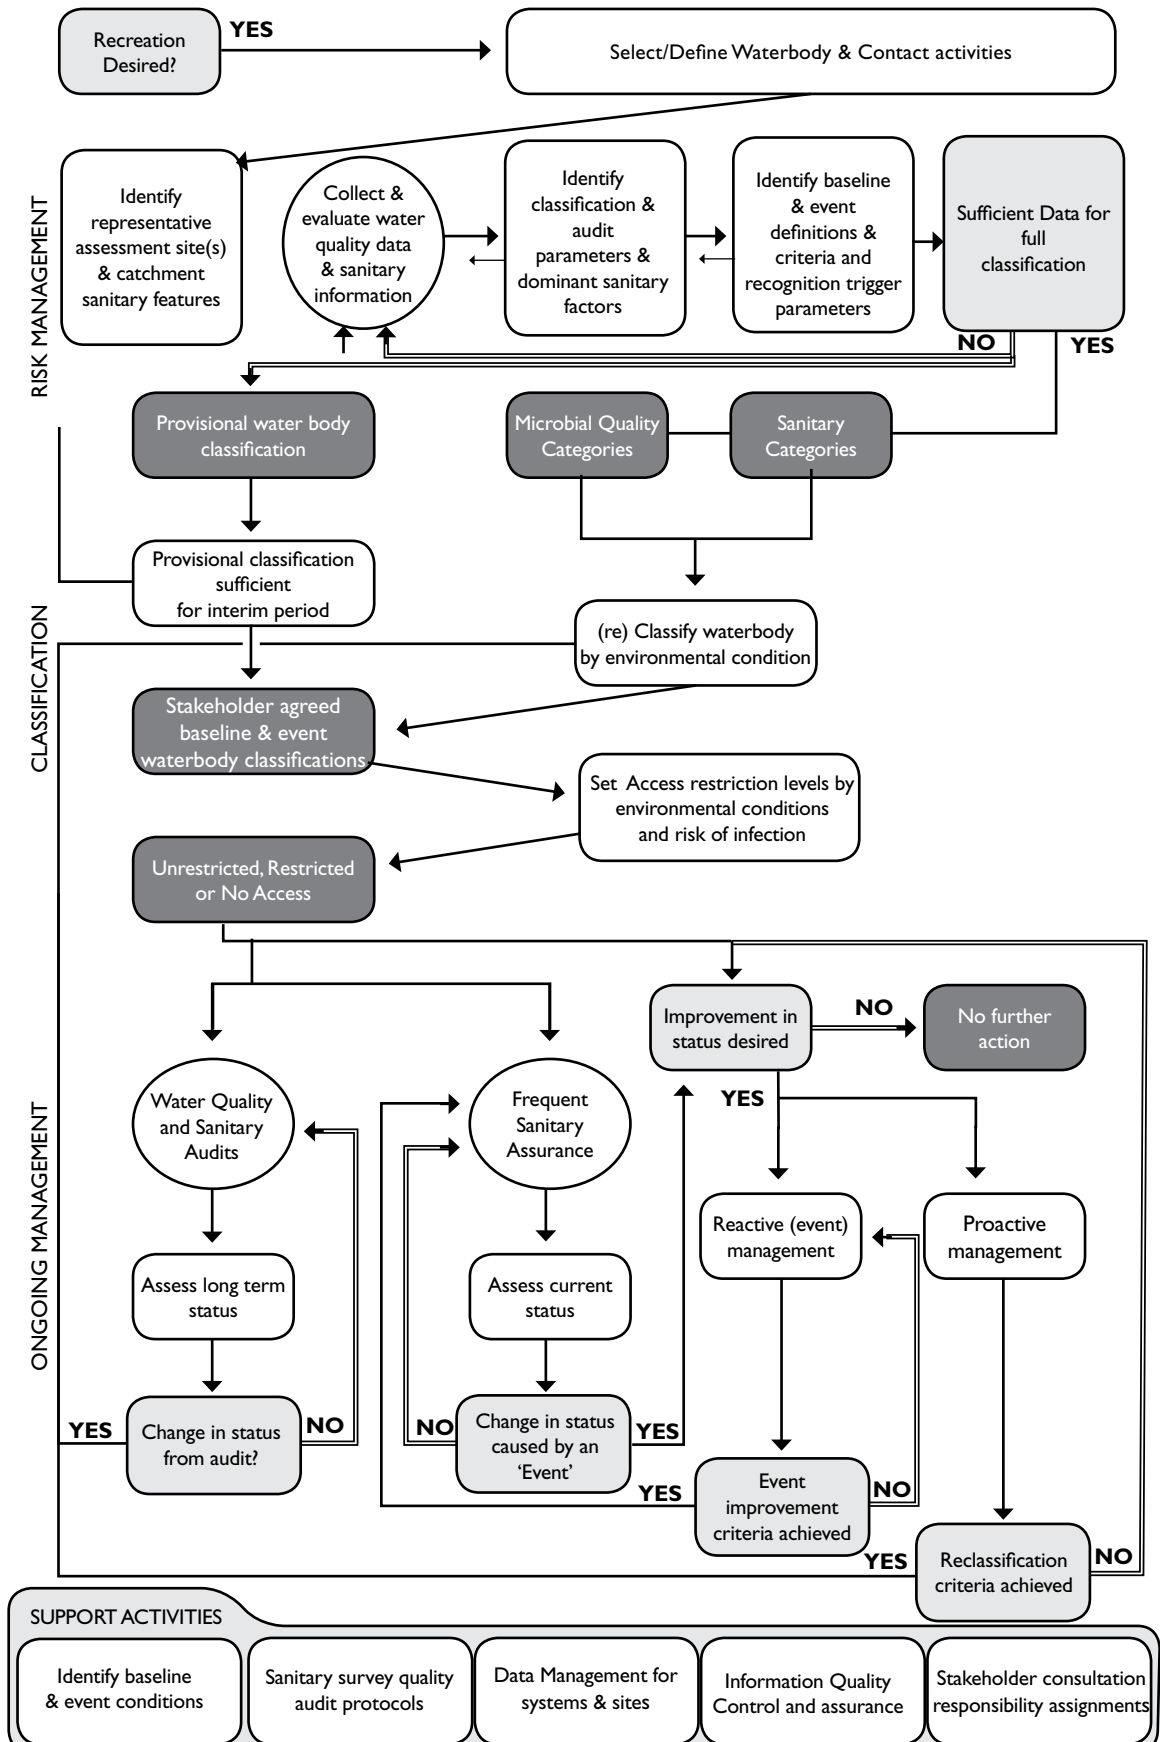 Recreation
Desired?
YES
Select/Define Waterbody & Contact activities
RISK MANAGEMENT
Identify
representative
assessment site(s)
& catchment
sanitary features
Collect &
evaluate water
quality data
& sanitary
information
Identify
classification &
audit
parameters &
dominant sanitary
factors
Identify baseline
& event
definitions &
criteria and
recognition trigger
parameters
Sufficient Data for
full
classification
NO
YES
Provisional water body
classification
Microbial Quality
Categories
Sanitary
Categories
CLASSIFICATION
Provisional classification
sufficient
for interim period
(re) Classify waterbody
by environmental condition
Stakeholder agreed
baseline & event
waterbody classifications
Set Access restriction levels by
environmental conditions
and risk of infection
Unrestricted, Restricted
or No Access
ONGOING MANAGEMENT
Improvement in
status desired
NO
No further
action
YES
Water Quality
and Sanitary
Audits
Frequent
Sanitary
Assurance
Reactive (event)
management
Proactive
management
Assess long term
status
Assess current
status
YES
Change in status
from audit?
NO
NO
Change in status
caused by an
‘Event’
YES
YES
Event
improvement
criteria achieved
NO
YES
Reclassification
criteria achieved
NO
SUPPORT ACTIVITIES
Identify baseline
& event conditions
Sanitary survey quality
audit protocols
Data Management for
systems & sites
Information Quality
Control and assurance
Stakeholder consultation
responsibility assignments